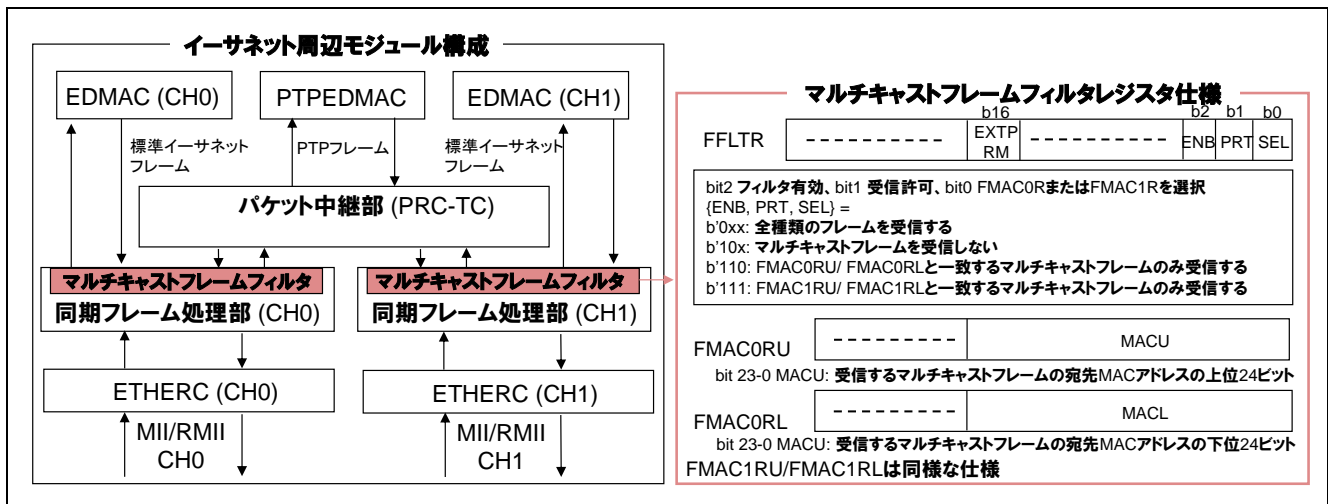 イーサネット周辺モジュール構成
EDMAC (CH0)
PTPEDMAC
EDMAC (CH1)
標準イーサネット
フレーム
PTPフレーム
標準イーサネット
フレーム
パケット中継部 (PRC-TC)
マルチキャストフレームフィルタ
マルチキャストフレームフィルタ
同期フレーム処理部 (CH0)
同期フレーム処理部 (CH1)
ETHERC (CH0)
ETHERC (CH1)
MII/RMII
CH0
MII/RMII
CH1
マルチキャストフレームフィルタレジスタ仕様
b16
b2
b1
b0
FFLTR
EXTP
RM
ENB
PRT
SEL
bit2 フィルタ有効、bit1 受信許可、bit0 FMAC0RまたはFMAC1Rを選択
{ENB, PRT, SEL} =
b'0xx: 全種類のフレームを受信する
b'10x: マルチキャストフレームを受信しない
b'110: FMAC0RU/ FMAC0RLと一致するマルチキャストフレームのみ受信する
b'111: FMAC1RU/ FMAC1RLと一致するマルチキャストフレームのみ受信する
FMAC0RU
MACU
bit 23-0 MACU: 受信するマルチキャストフレームの宛先MACアドレスの上位24ビット
FMAC0RL
MACL
bit 23-0 MACU: 受信するマルチキャストフレームの宛先MACアドレスの下位24ビット
FMAC1RU/FMAC1RLは同様な仕様